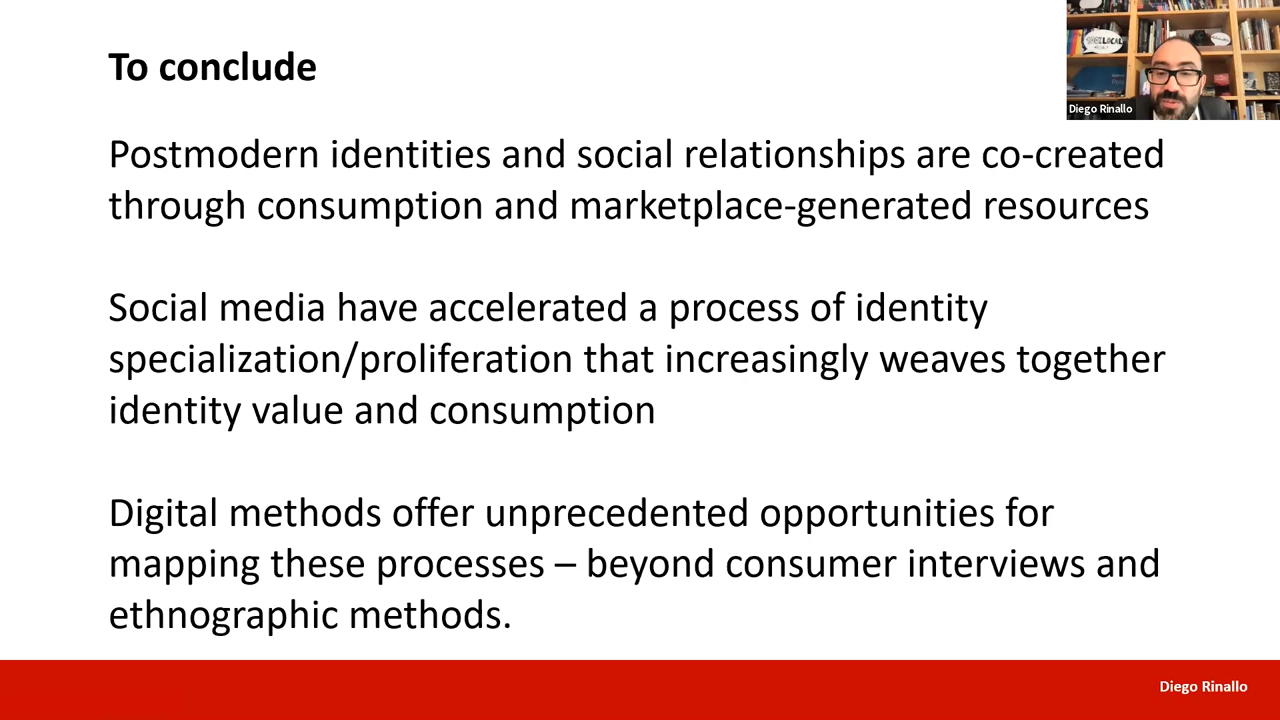 To conclude
Diego Rinallo
Postmodern identities and social relationships are co-created
through consumption and marketplace-generated resources
Social media have accelerated a process of identity
specialization/proliferation that increasingly weaves together
identity value and consumption
Digital methods offer unprecedented opportunities for
mapping these processes – beyond consumer interviews and
ethnographic methods.
Diego Rinallo